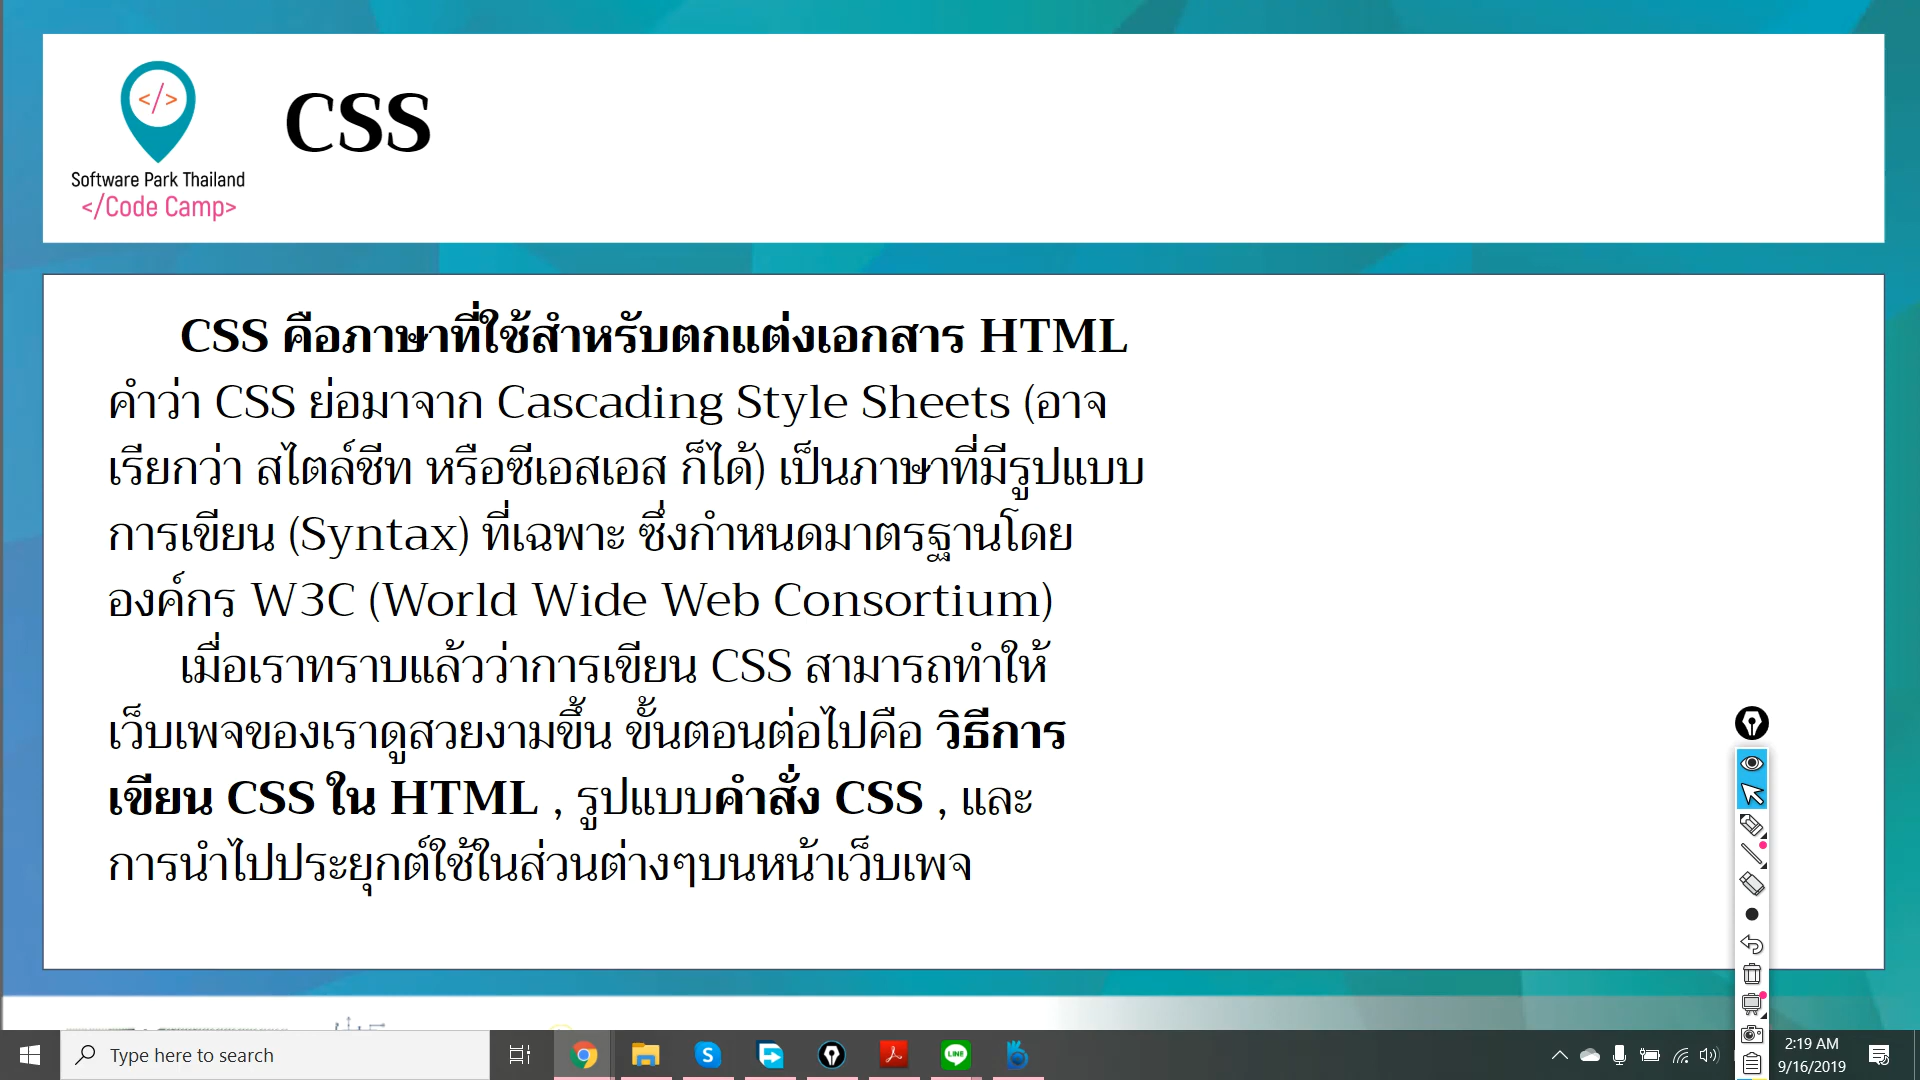 </>
Software Park Thailand
</Code Camp>
CSS
CSS คือภาษาที่ใช้สำหรับตกแต่งเอกสาร HTML
คำว่า CSS ย่อมาจาก Cascading Style Sheets (อาจ
เรียกว่า สไตล์ชีท หรือซีเอสเอส ก็ได้) เป็นภาษาที่มีรูปแบบ
การเขียน (Syntax) ที่เฉพาะ ซึ่งกำหนดมาตรฐานโดย
องค์กร W3C (World Wide Web Consortium)
เมื่อเราทราบแล้วว่าการเขียน CSS สามารถทำให้
เว็บเพจของเราดูสวยงามขึ้น ขั้นตอนต่อไปคือ วิธีการ
เขียน CSS ใน HTML , รูปแบบคำสั่ง CSS , และ
การนำไปประยุกต์ใช้ในส่วนต่างๆบนหน้าเว็บเพจ
Type here to search
LINE
2:19 AM
9/16/2019